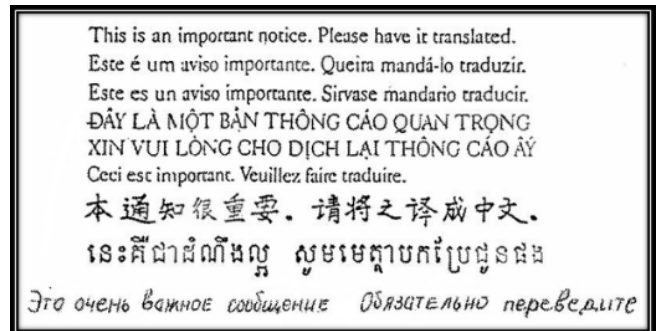 This is an important notice. Please have it translated.
Este é um aviso importante. Queira mandá-lo traduzir.
Este es un aviso importante. Sirvase mandario traducir.
ĐÂY LÀ MỘT BẢN THÔNG CÁO QUAN TRỌNG
XIN VUI LÒNG CHO DỊCH LẠI THÔNG CÁO ẤY
Ceci est important. Veuillez faire traduire.
本通知很重要. 请将之译成中文.
នេះគឺជាដំណឹងល្អ សូមមេត្តាបកប្រែជូនផង
Это очень важное сообщение Обязательно переведите